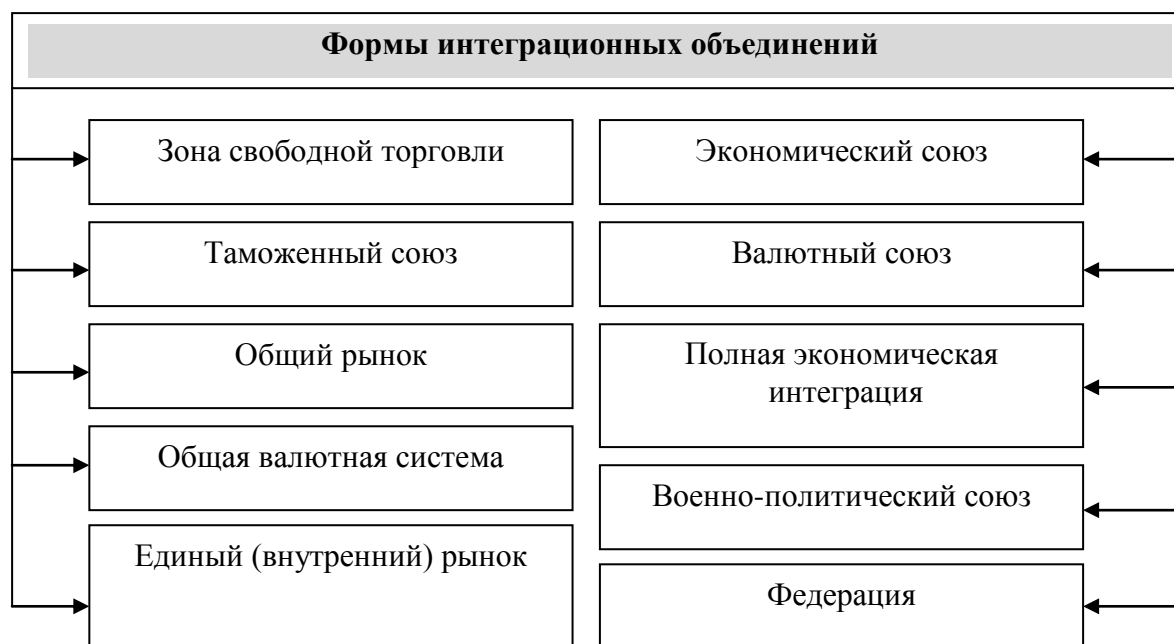 Формы интеграционных объединений
Зона свободной торговли
Таможенный союз
Общий рынок
Общая валютная система
Единый (внутренний) рынок
Экономический союз
Валютный союз
Полная экономическая
интеграция
Военно-политический союз
Федерация